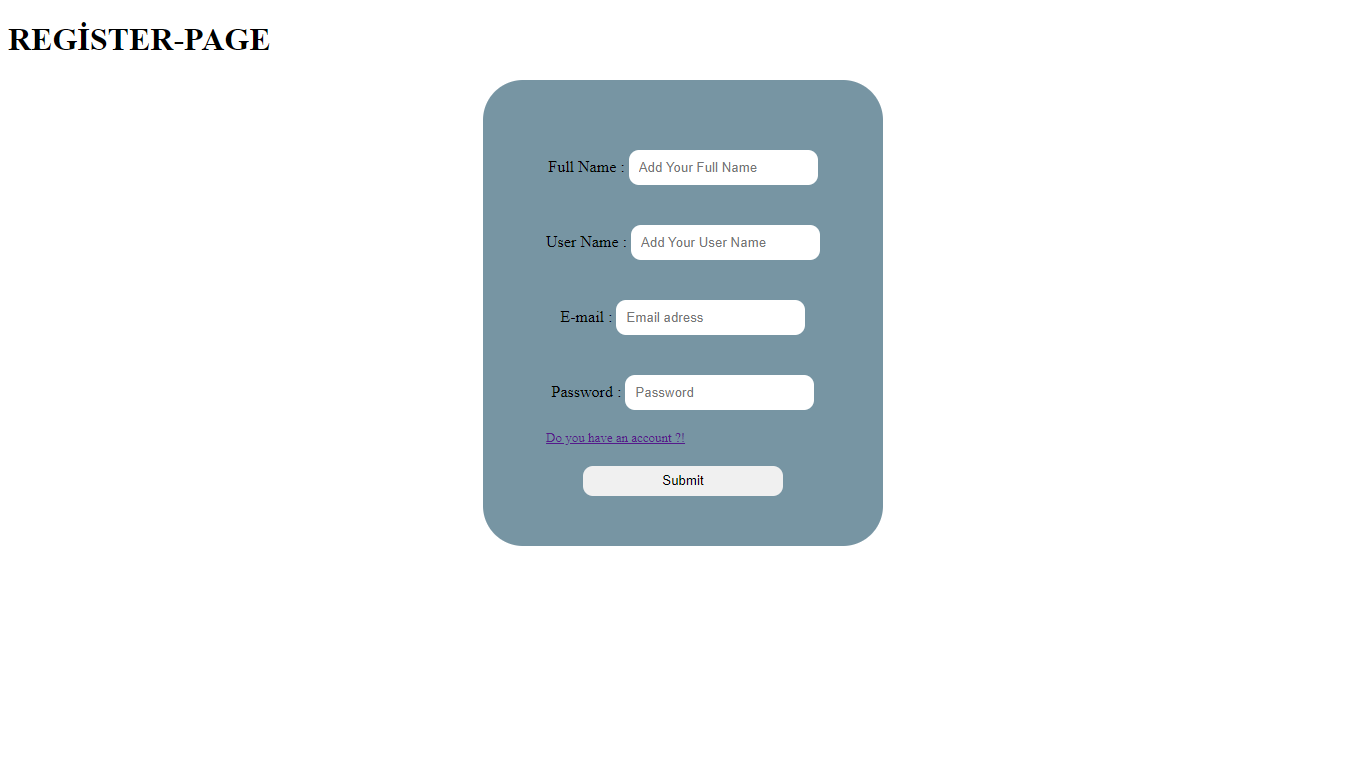 REGİSTER-PAGE
Full Name : Add Your Full Name
User Name : Add Your User Name
E-mail : Email adress
Password : Password
Do you have an account ?!
Submit